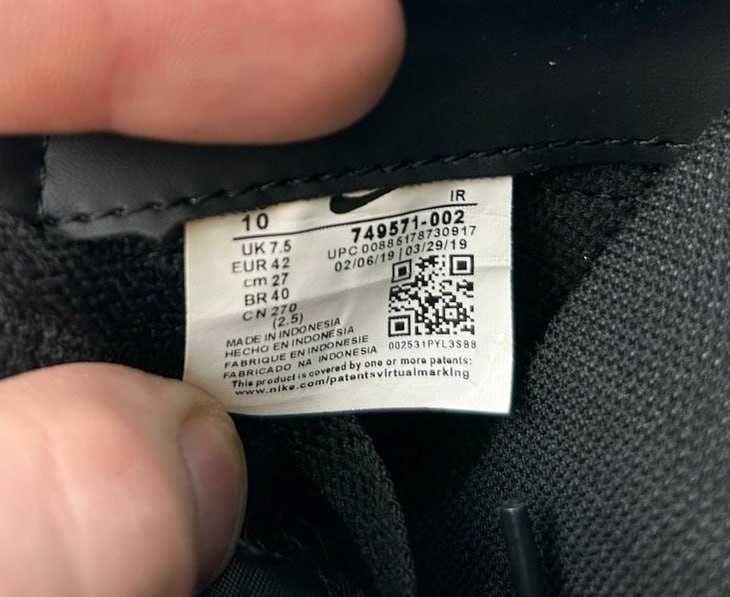 10
IR
749571-002
UPC 00885178730917
02/06/19 | 03/29/19
UK 7.5
EUR 42
cm 27
BR 40
CN 270
(2.5)
002531PYL3SB8
MADE IN INDONESIA
HECHO EN INDONESIA
FABRIQUE EN INDONESIE
FABRICADO NA INDONESIA
This product is covered by one or more patents:
www.nike.com/patentsvirtualmarking